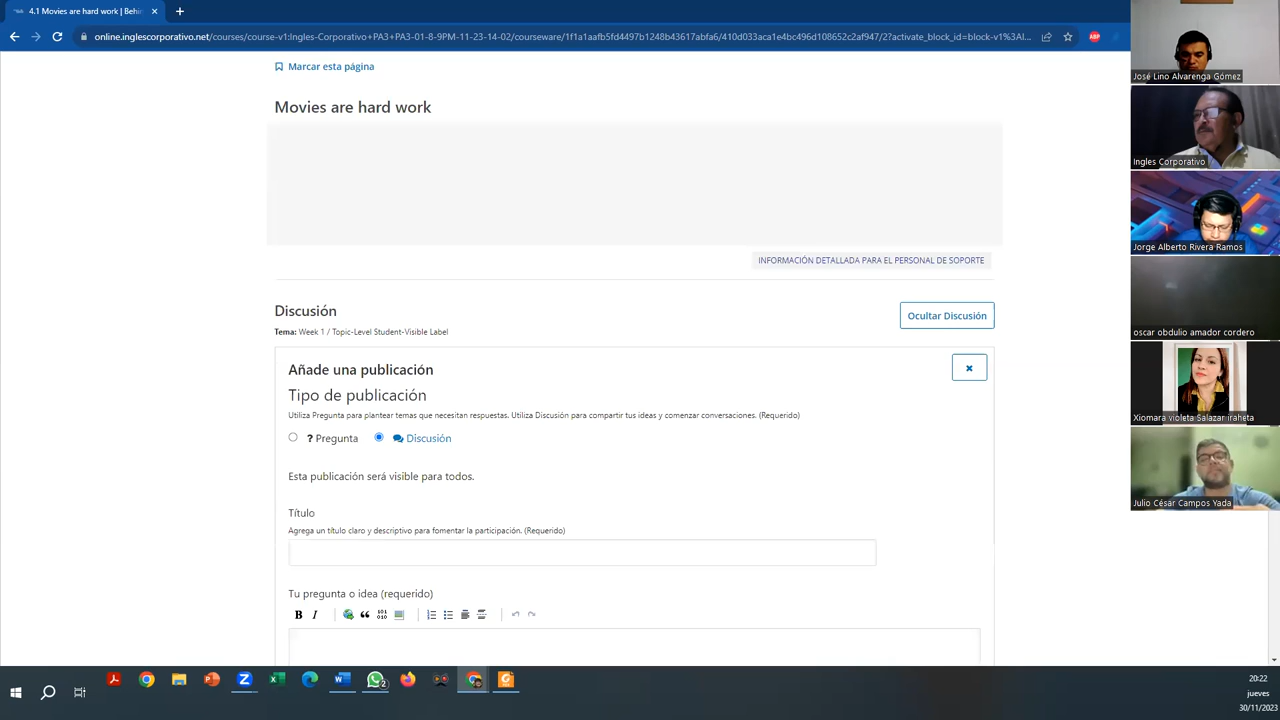 4.1 Movies are hard work | Behi
online.inglescorporativo.net/courses/course-v1:Ingles-Corporativo+PA3+PA3-01-8-9PM-11-23-14-02/courseware/1f1a1aafb5fd4497b1248b43617abfa6/410d033aca1e4bc496d108652c2af947/2?activate_block_id=block-v1%3AI...
ABP
Marcar esta página
Movies are hard work
INFORMACIÓN DETALLADA PARA EL PERSONAL DE SOPORTE
Discusión
Ocultar Discusión
Tema: Week 1 / Topic-Level Student-Visible Label
Añade una publicación
Tipo de publicación
Utiliza Pregunta para plantear temas que necesitan respuestas. Utiliza Discusión para compartir tus ideas y comenzar conversaciones. (Requerido)
? Pregunta Discusión
Esta publicación será visible para todos.
Título
Agrega un título claro y descriptivo para fomentar la participación. (Requerido)
Tu pregunta o idea (requerido)
B I
José Lino Alvarenga Gómez
Ingles Corporativo
Jorge Alberto Rivera Ramos
oscar obdulio amador cordero
Xiomara violeta Salazar iraheta
Julio César Campos Yada
2
20:22
jueves
30/11/2023